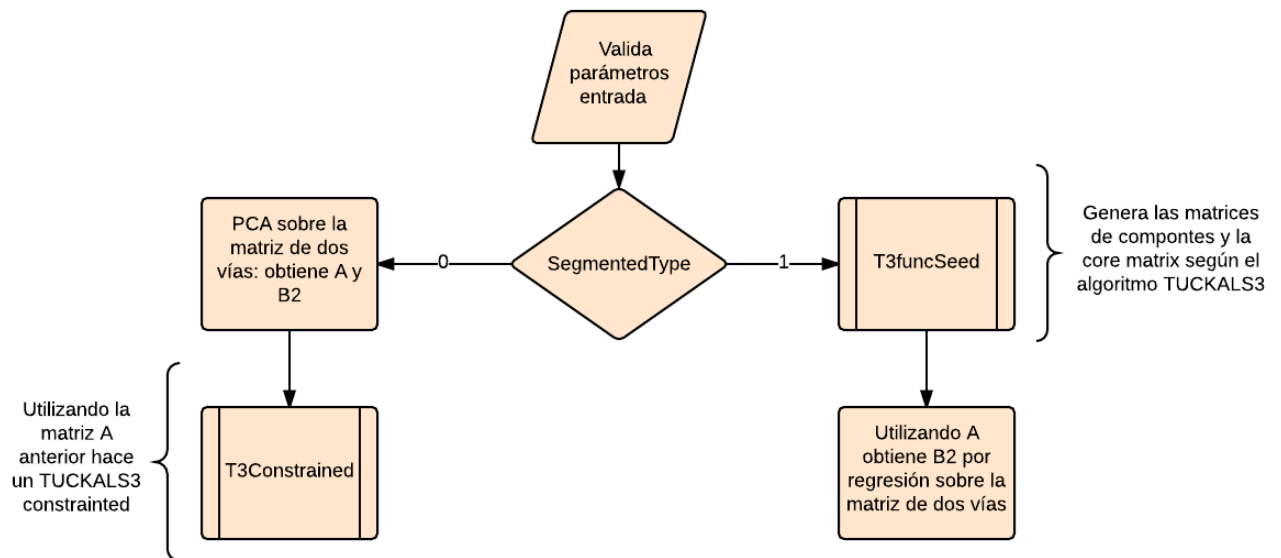 Valida
parámetros
entrada
PCA sobre la
matriz de dos
vías: obtiene A y
B2
0
SegmentedType
1
T3funcSeed
Genera las matrices
de compontes y la
core matrix según el
algoritmo TUCKALS3
Utilizando la
matriz A
anterior hace
un TUCKALS3
constrainted
T3Constrained
Utilizando A
obtiene B2 por
regresión sobre la
matriz de dos vías